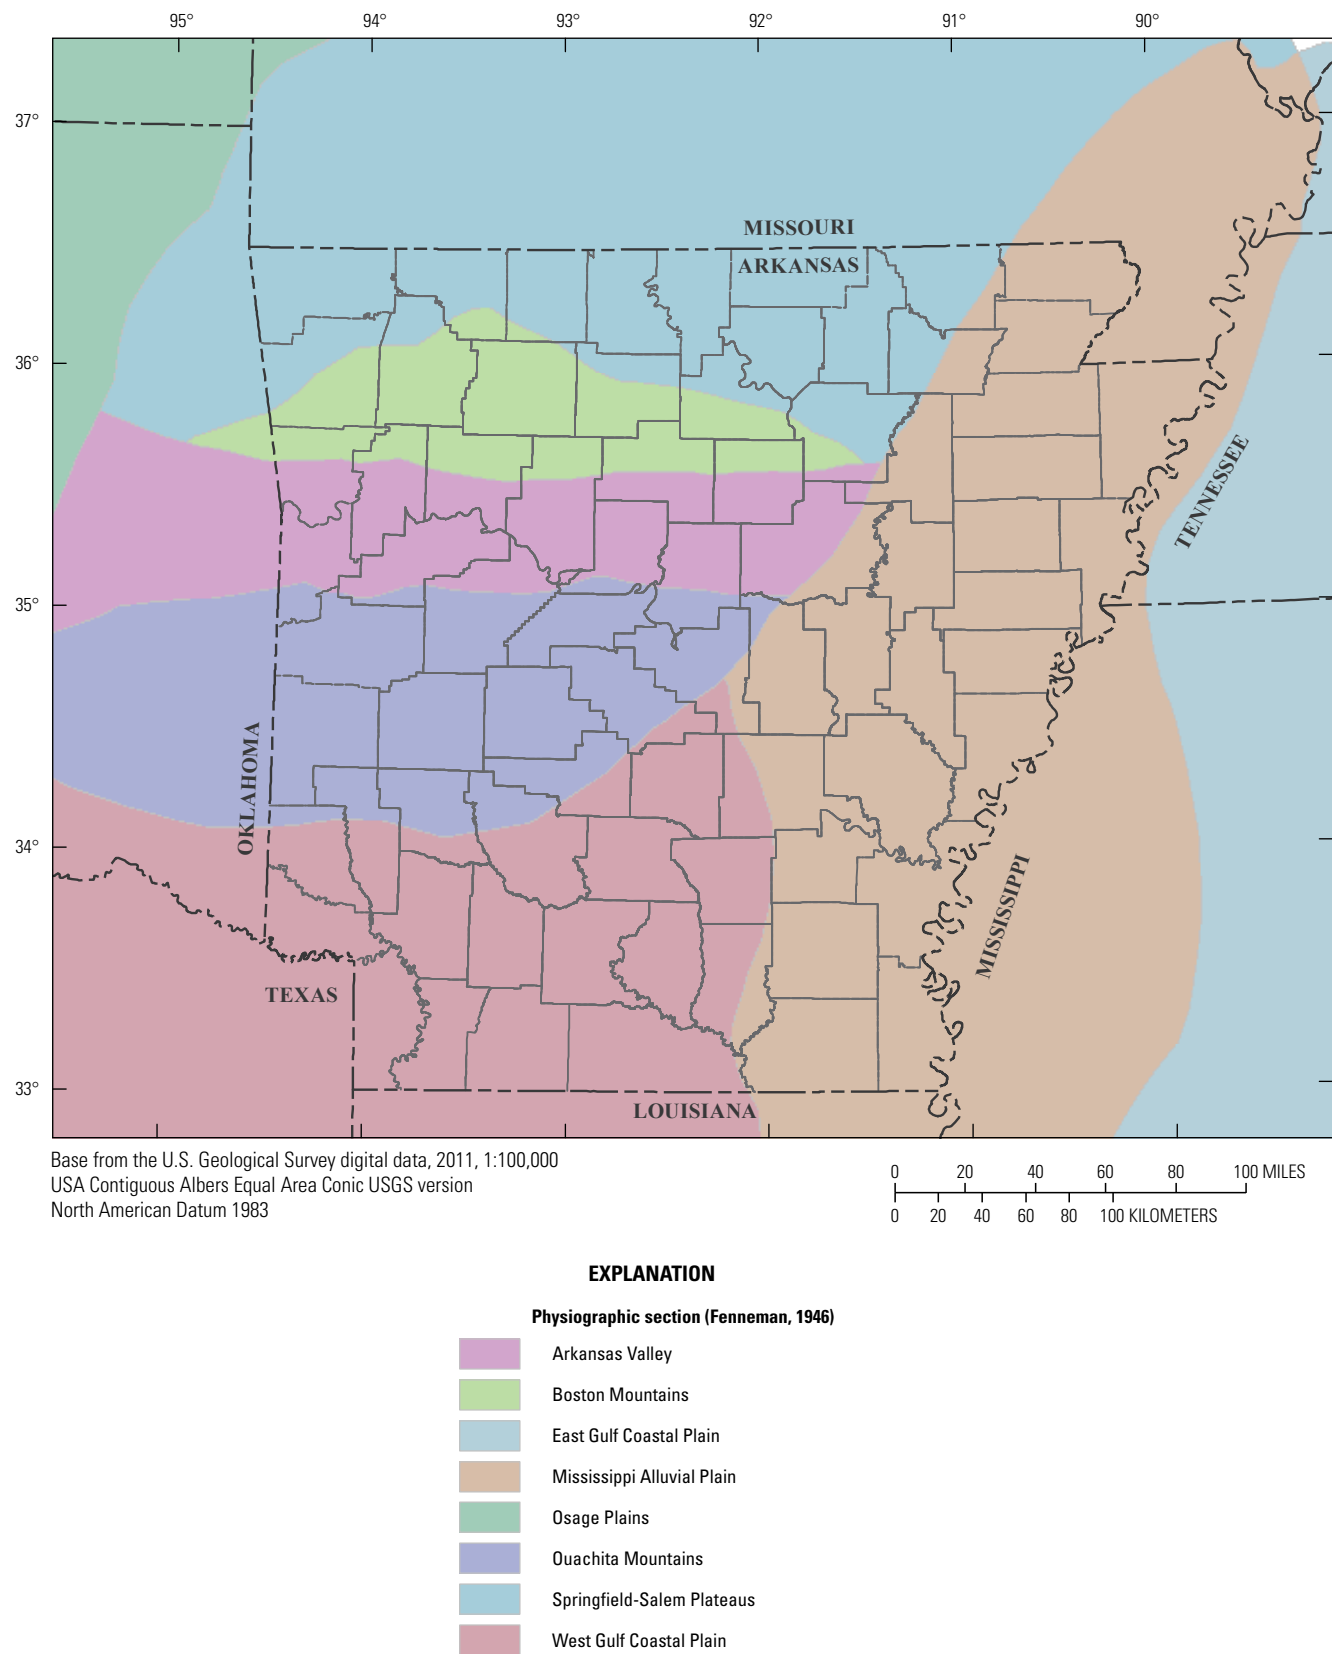 95° 94° 93° 92° 91° 90°
37°
MISSOURI
ARKANSAS
36°
TENNESSEE
35°
OKLAHOMA
34°
MISSISSIPPI
TEXAS
33°
LOUISIANA
Base from the U.S. Geological Survey digital data, 2011, 1:100,000
USA Contiguous Albers Equal Area Conic USGS version
North American Datum 1983
0 20 40 60 80 100 MILES
0 20 40 60 80 100 KILOMETERS
EXPLANATION
Physiographic section (Fenneman, 1946)
Arkansas Valley
Boston Mountains
East Gulf Coastal Plain
Mississippi Alluvial Plain
Osage Plains
Ouachita Mountains
Springfield-Salem Plateaus
West Gulf Coastal Plain